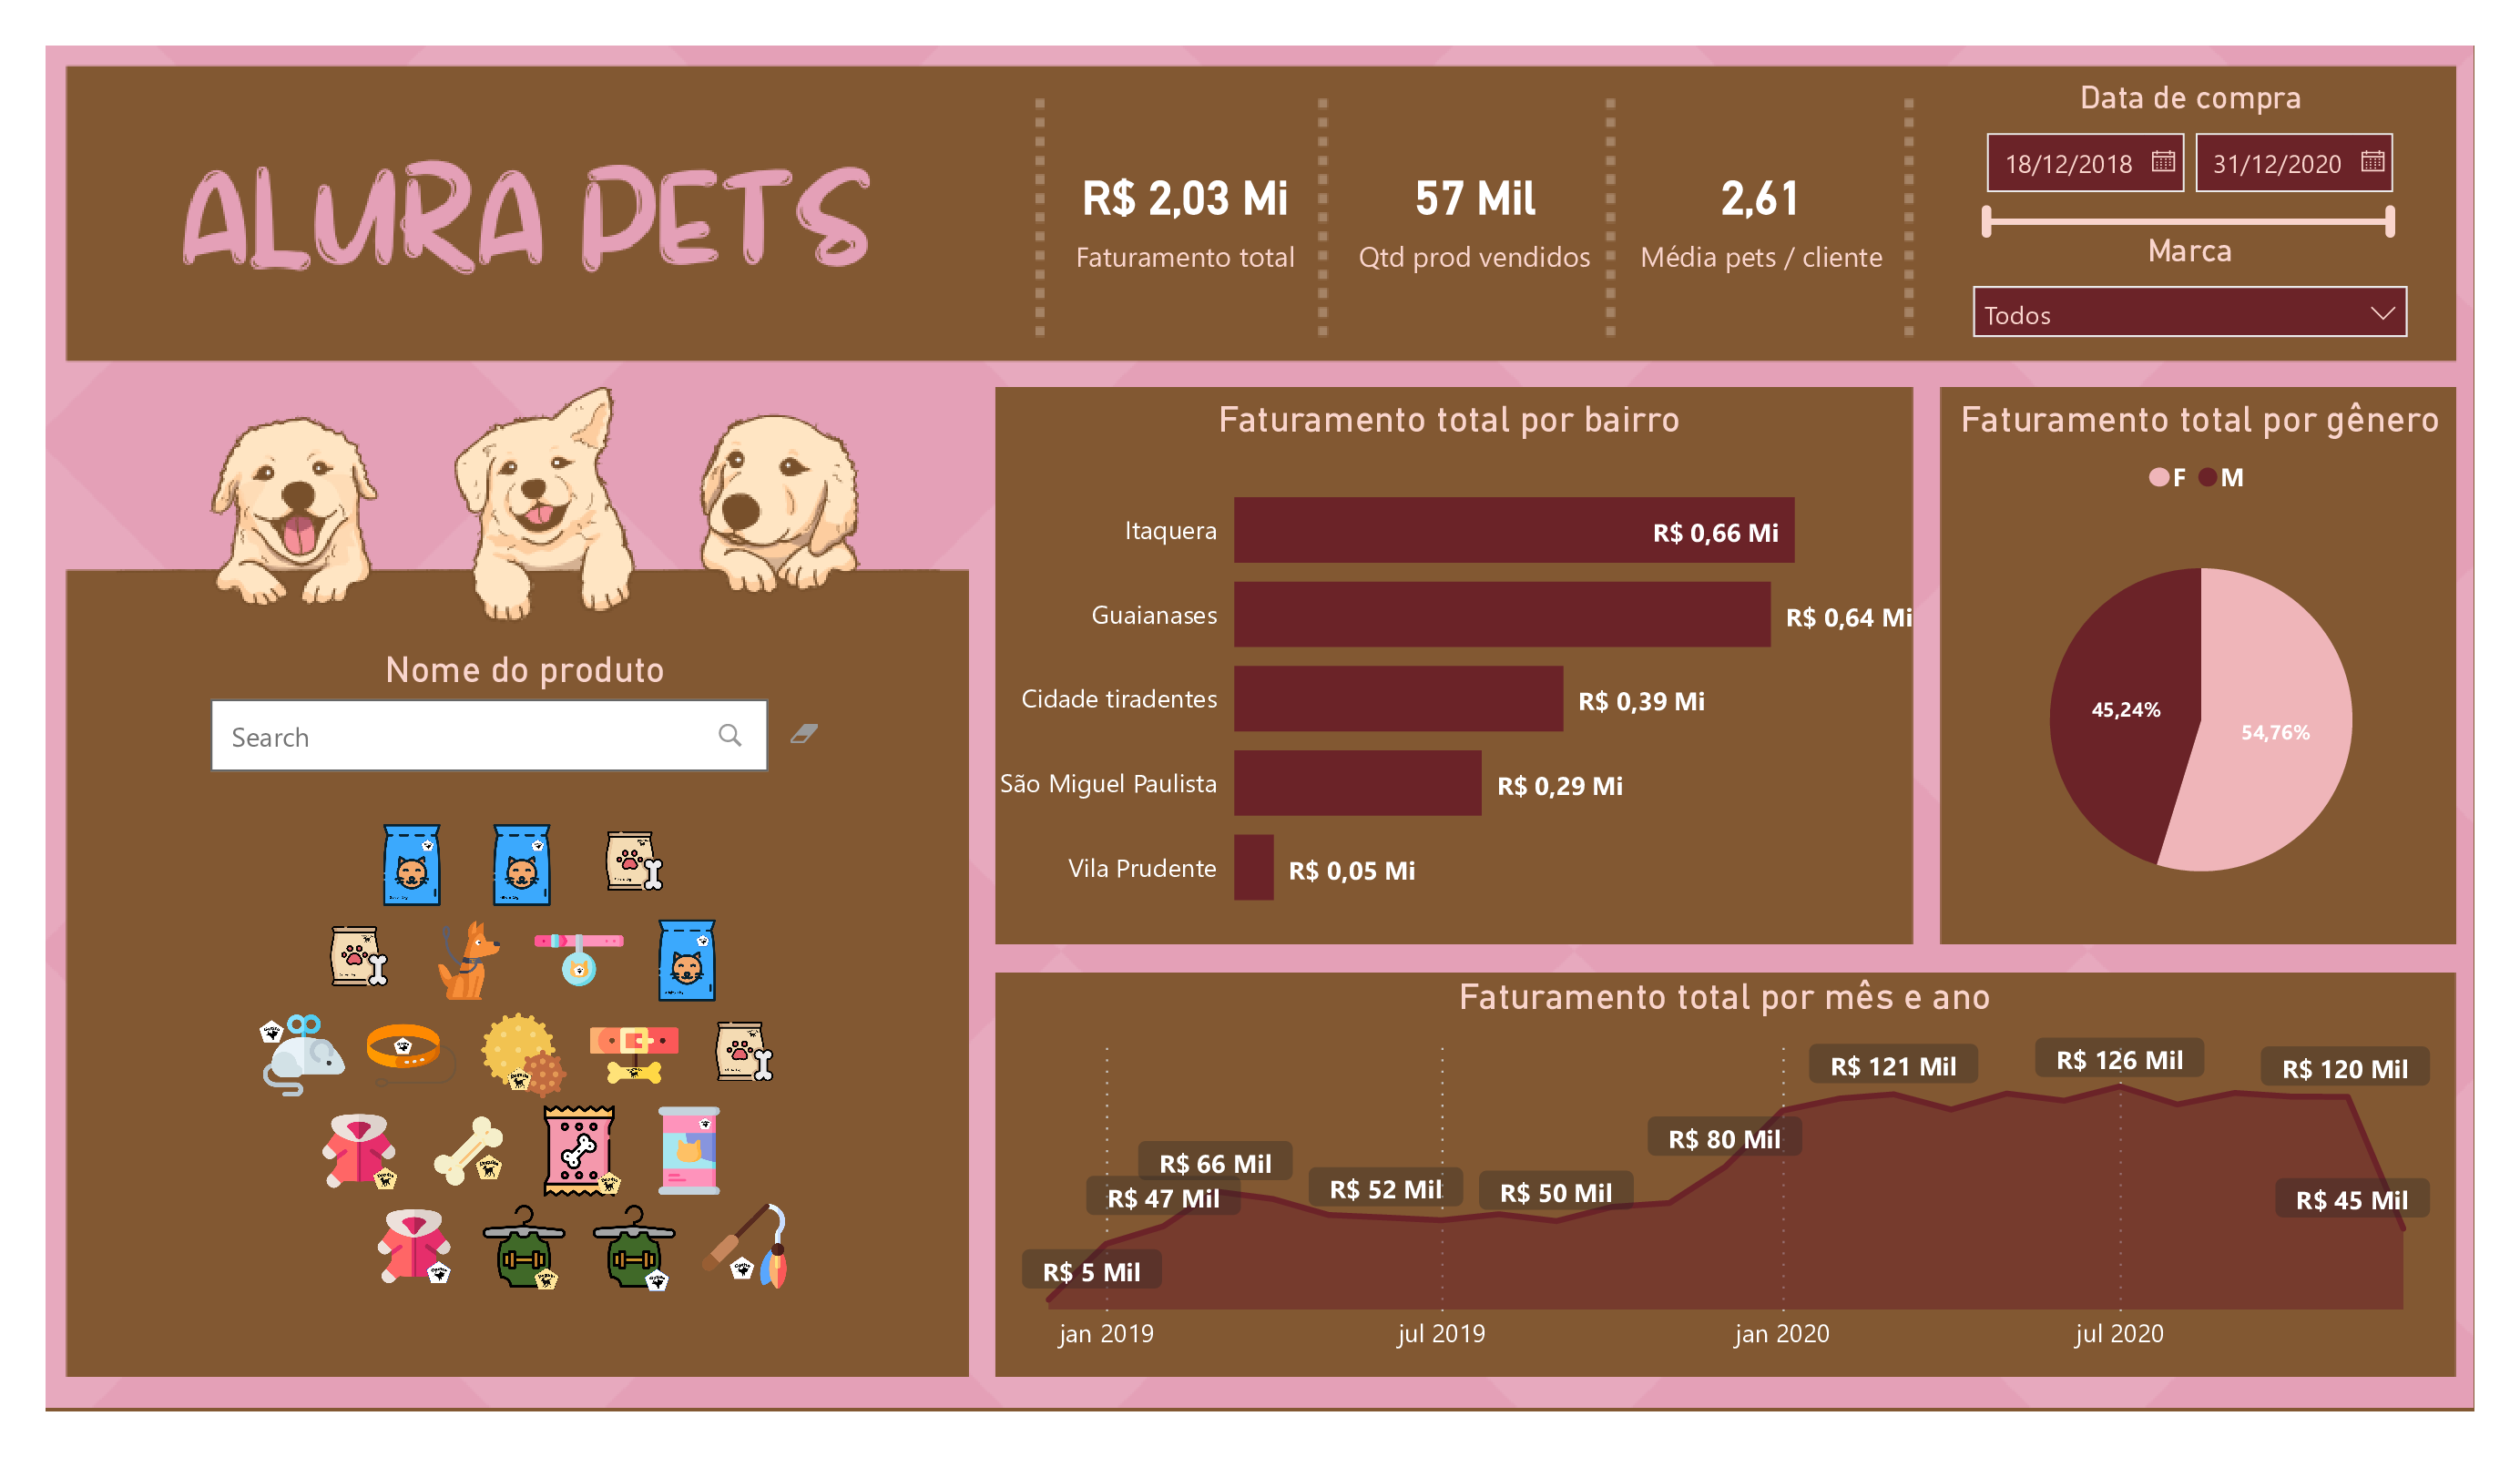 ALURA PETS
R$ 2,03 Mi
Faturamento total
57 Mil
Qtd prod vendidos
2,61
Média pets / cliente
Data de compra
18/12/2018
31/12/2020
Marca
Todos
Nome do produto
Search
Faturamento total por bairro
Itaquera
R$ 0,66 Mi
Guaianases
R$ 0,64 Mi
Cidade tiradentes
R$ 0,39 Mi
São Miguel Paulista
R$ 0,29 Mi
Vila Prudente
R$ 0,05 Mi
Faturamento total por gênero
F
M
45,24%
54,76%
Faturamento total por mês e ano
R$ 5 Mil
R$ 47 Mil
R$ 66 Mil
R$ 52 Mil
R$ 50 Mil
R$ 80 Mil
R$ 121 Mil
R$ 126 Mil
R$ 120 Mil
R$ 45 Mil
jan 2019
jul 2019
jan 2020
jul 2020